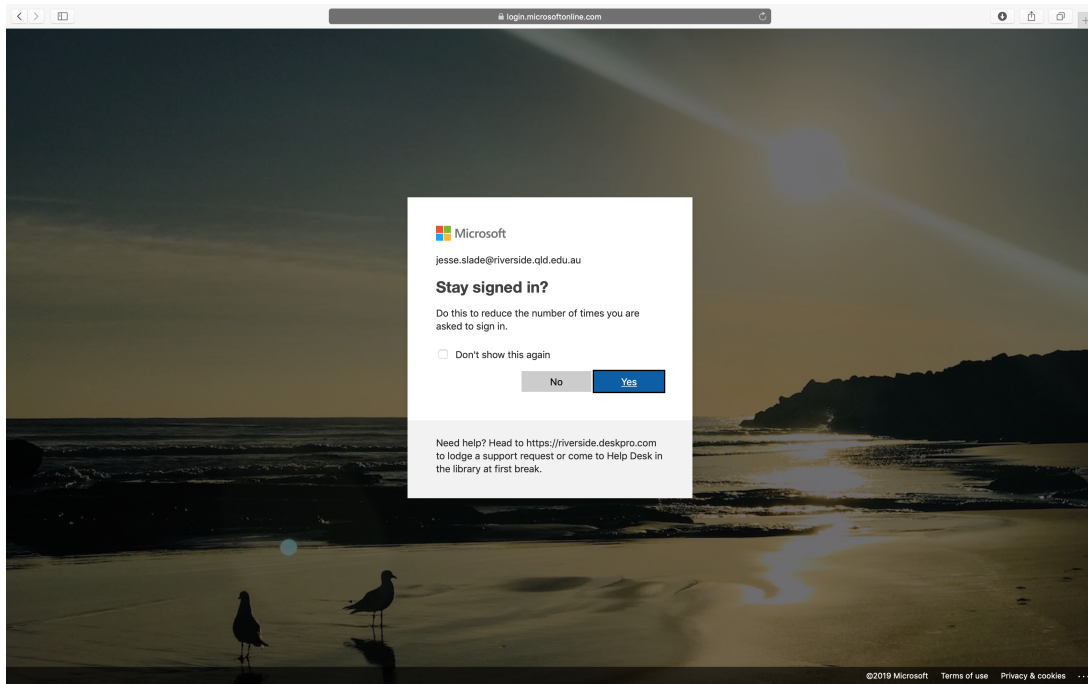 login.microsoftonline.com
Microsoft
jesse.slade@riverside.qld.edu.au
Stay signed in?
Do this to reduce the number of times you are
asked to sign in.
Don't show this again
No
Yes
Need help? Head to https://riverside.deskpro.com
to lodge a support request or come to Help Desk in
the library at first break.
©2019 Microsoft Terms of use Privacy & cookies ...